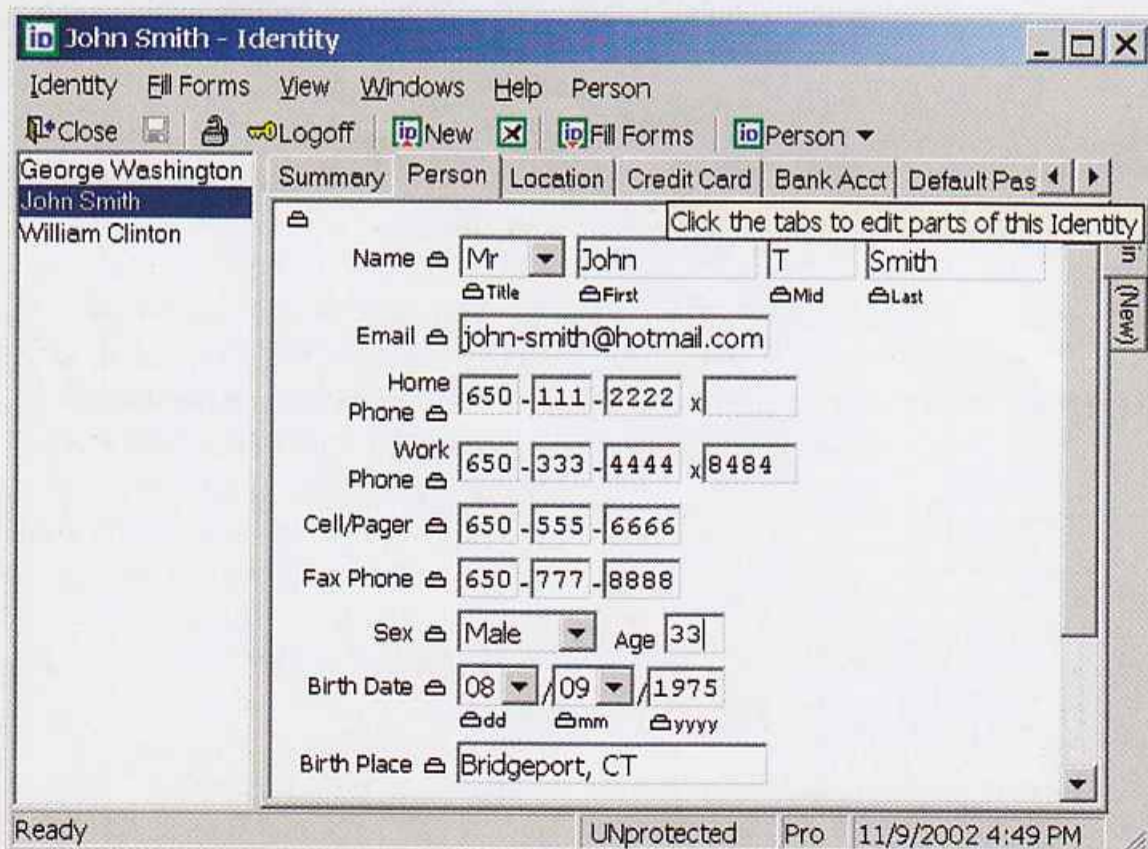 iD John Smith - Identity
Identity Fill Forms View Windows Help Person
Close Logoff iD New iD Fill Forms iD Person
George Washington
John Smith
William Clinton
Summary Person Location Credit Card Bank Acct Default Pas
Click the tabs to edit parts of this Identity
(New)
Name Mr John T Smith
Title First Mid Last
Email john-smith@hotmail.com
Home
Phone 650 - 111 - 2222 x
Work
Phone 650 - 333 - 4444 x 8484
Cell/Pager 650 - 555 - 6666
Fax Phone 650 - 777 - 8888
Sex Male Age 33
Birth Date 08 / 09 / 1975
dd mm yyyy
Birth Place Bridgeport, CT
Ready UNprotected Pro 11/9/2002 4:49 PM